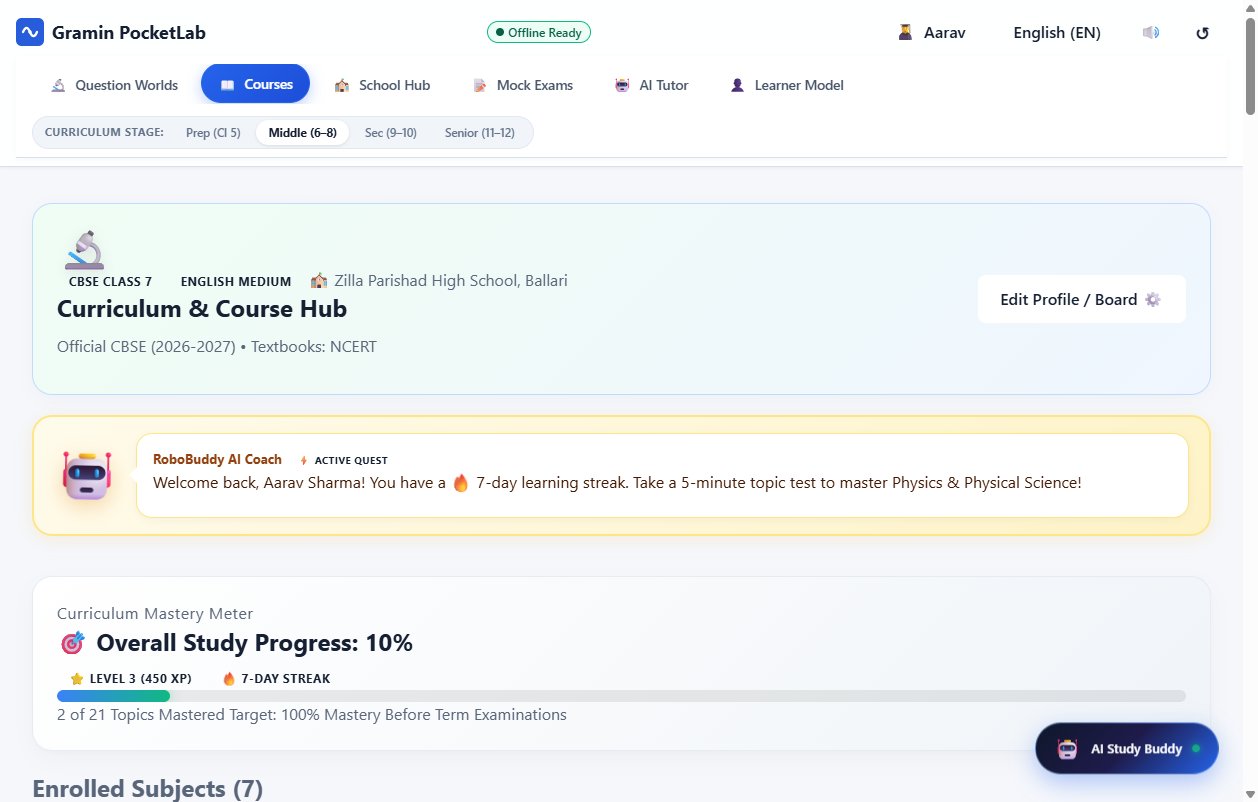 Gramin PocketLab
Offline Ready
Aarav
English (EN)
Question Worlds
Courses
School Hub
Mock Exams
AI Tutor
Learner Model
CURRICULUM STAGE:
Prep (Cl 5)
Middle (6–8)
Sec (9–10)
Senior (11–12)
CBSE CLASS 7
ENGLISH MEDIUM
Zilla Parishad High School, Ballari
Curriculum & Course Hub
Official CBSE (2026-2027) • Textbooks: NCERT
Edit Profile / Board
RoboBuddy AI Coach
ACTIVE QUEST
Welcome back, Aarav Sharma! You have a 🔥 7-day learning streak. Take a 5-minute topic test to master Physics & Physical Science!
Curriculum Mastery Meter
Overall Study Progress: 10%
LEVEL 3 (450 XP)
7-DAY STREAK
2 of 21 Topics Mastered Target: 100% Mastery Before Term Examinations
AI Study Buddy
Enrolled Subjects (7)